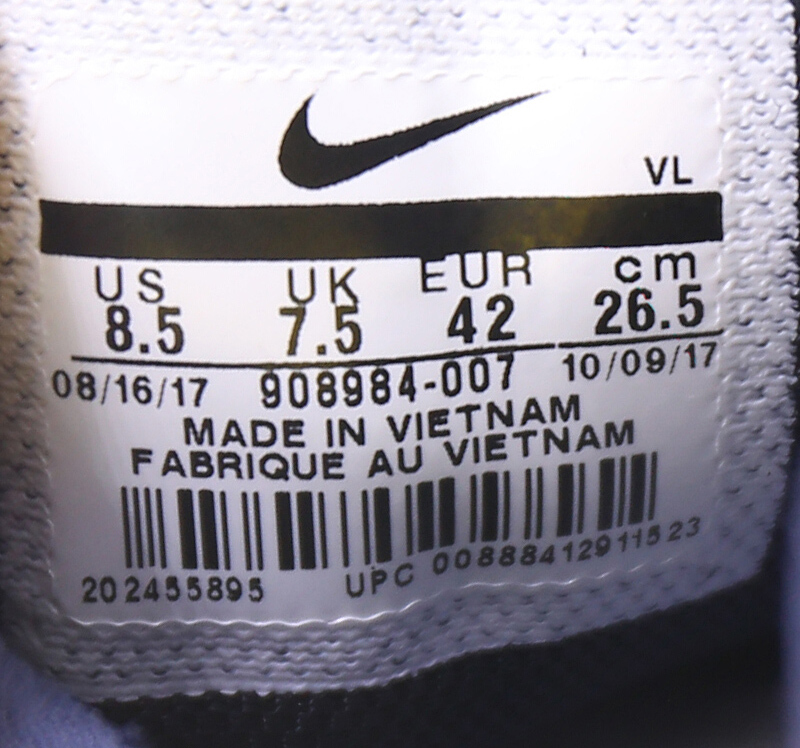 VL
US UK EUR cm
8.5 7.5 42 26.5
08/16/17 908984-007 10/09/17
MADE IN VIETNAM
FABRIQUE AU VIETNAM
202455895 UPC 00888412911523